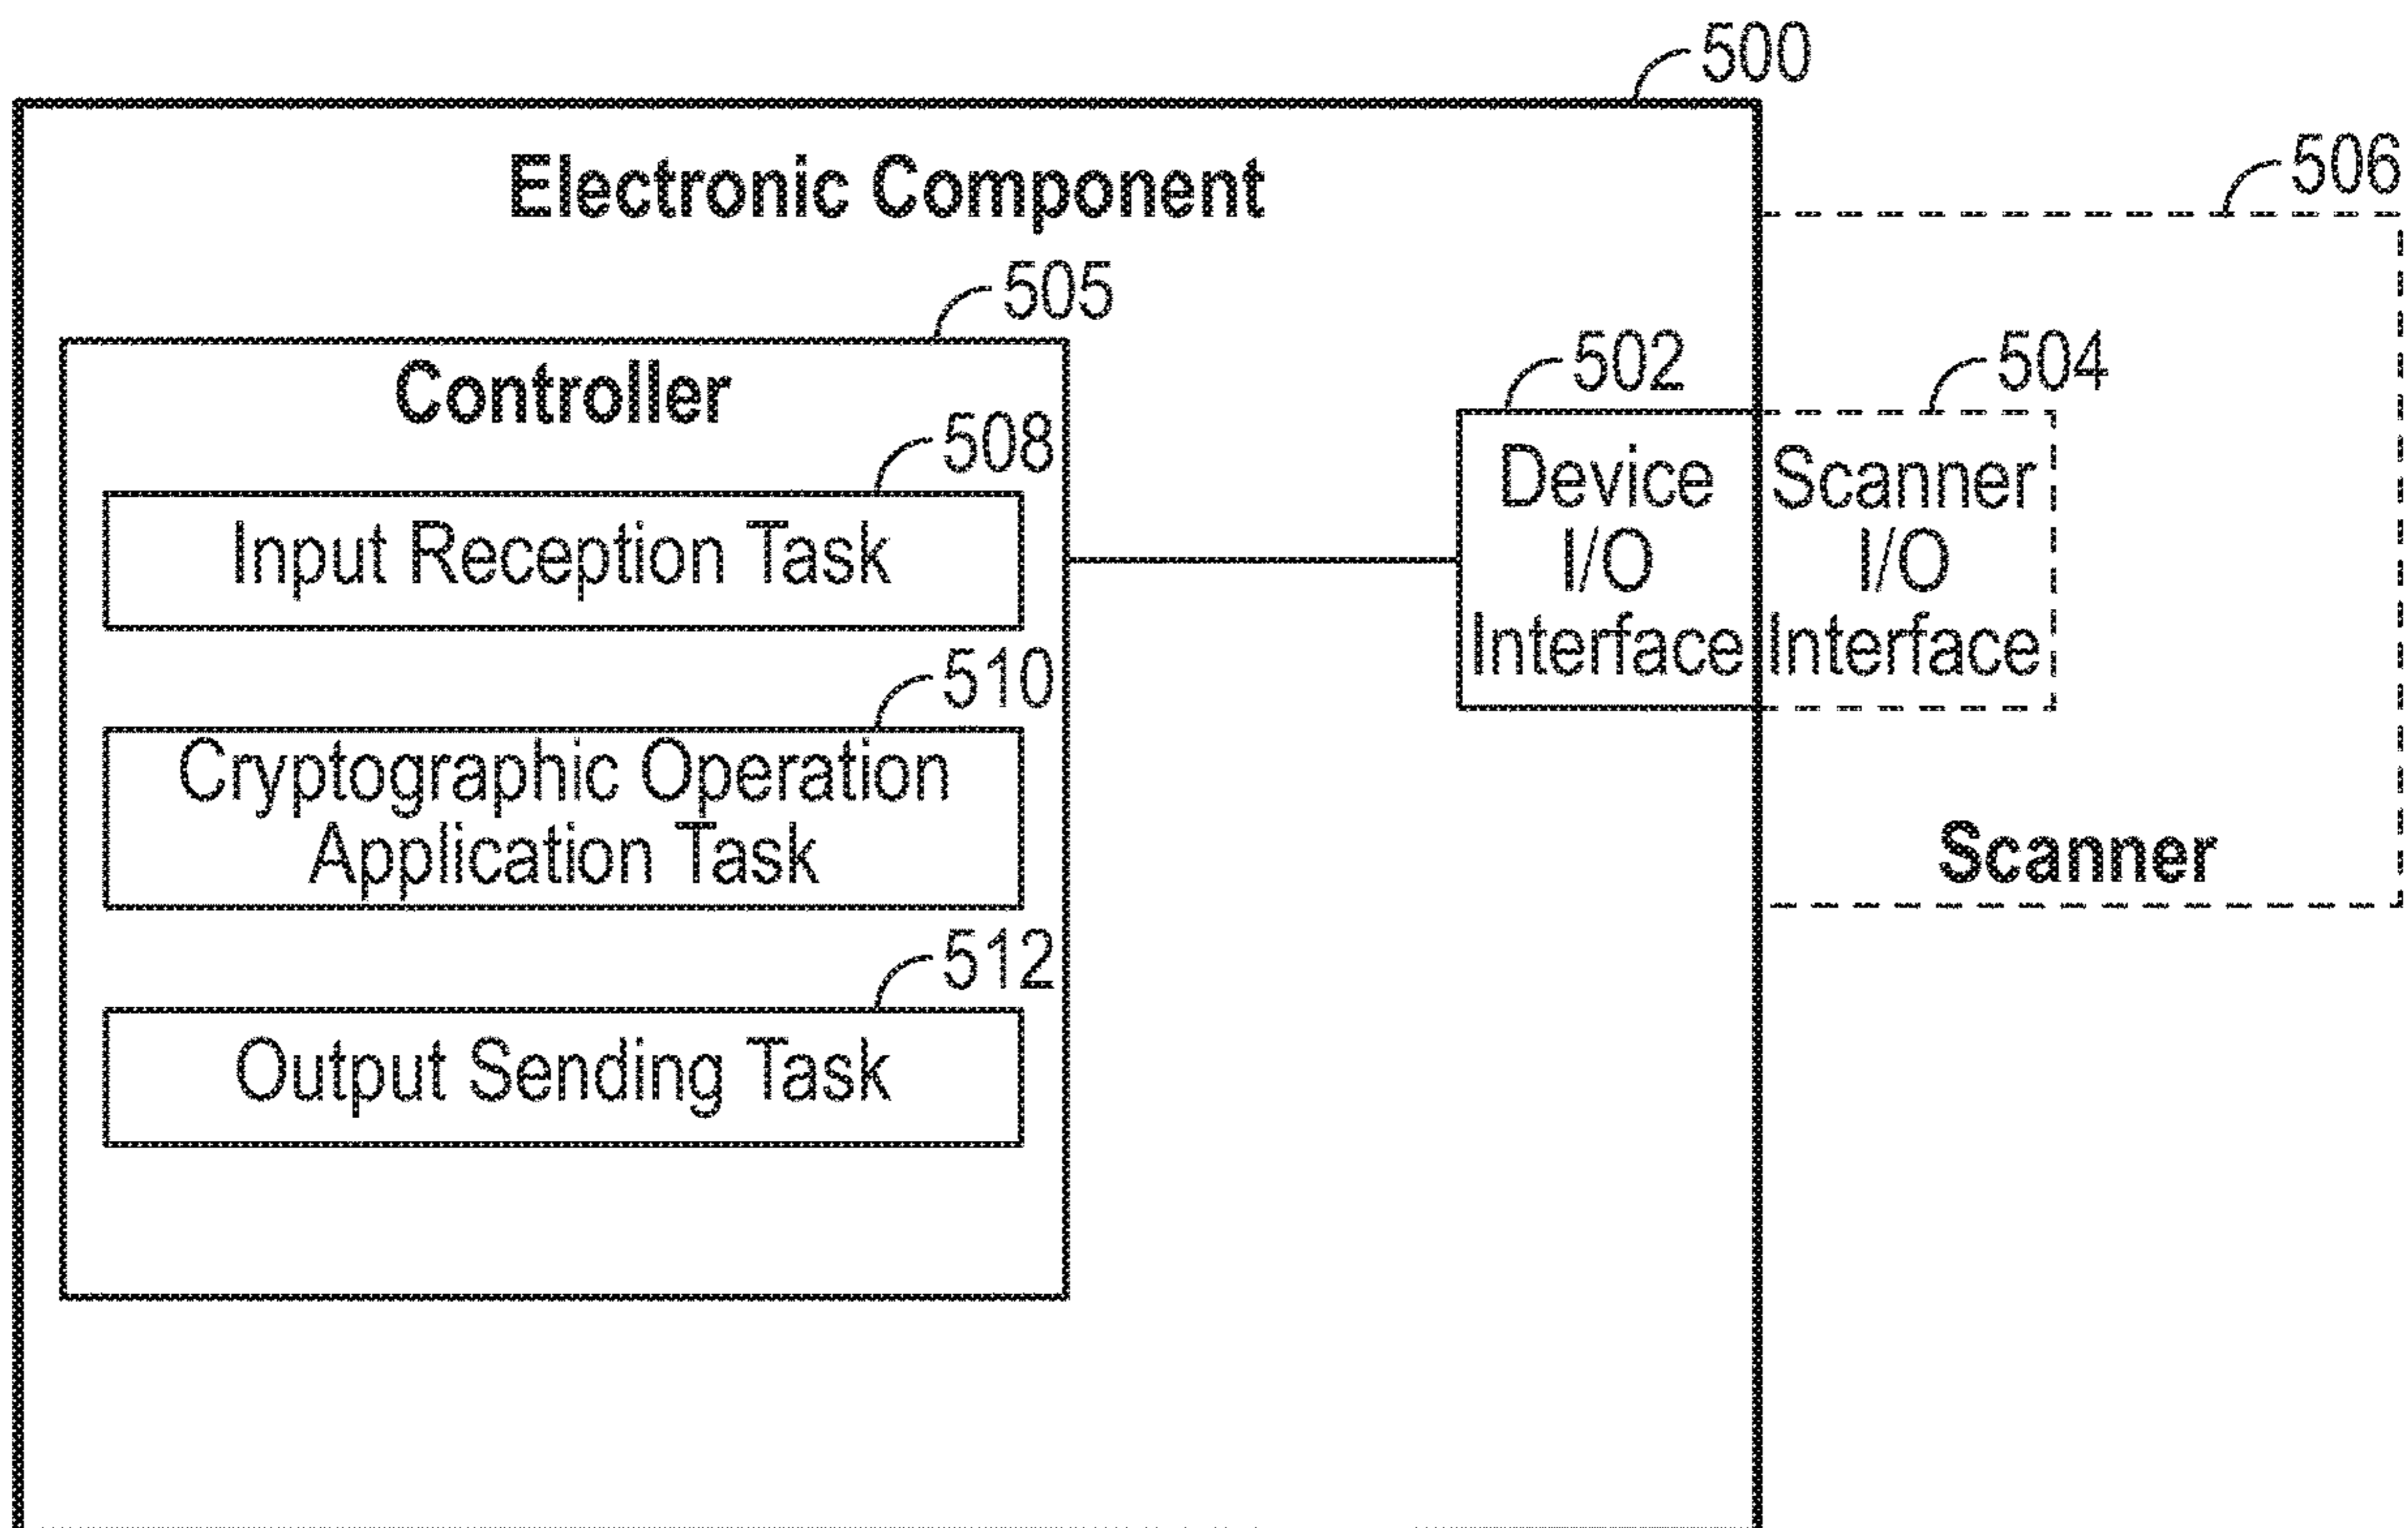 500
Electronic Component
506
505
Controller
502
504
508
Input Reception Task
Device
I/O
Interface
Scanner
I/O
Interface
510
Cryptographic Operation
Application Task
Scanner
512
Output Sending Task